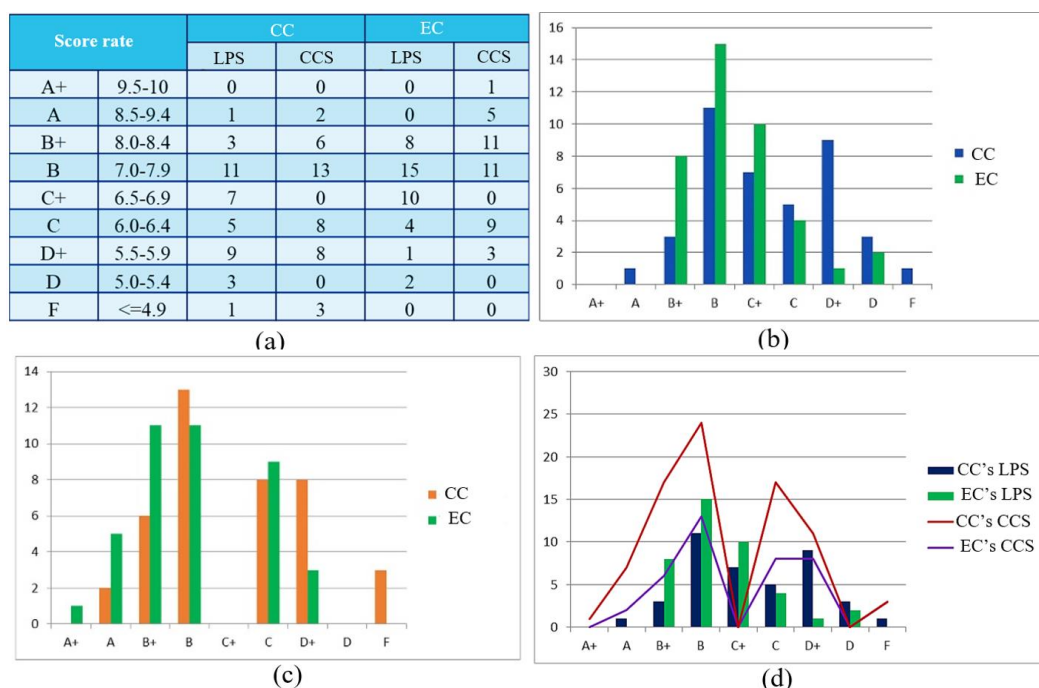 Score rate CC EC
LPS CCS LPS CCS
A+ 9.5-10 0 0 0 1
A 8.5-9.4 1 2 0 5
B+ 8.0-8.4 3 6 8 11
B 7.0-7.9 11 13 15 11
C+ 6.5-6.9 7 0 10 0
C 6.0-6.4 5 8 4 9
D+ 5.5-5.9 9 8 1 3
D 5.0-5.4 3 0 2 0
F <=4.9 1 3 0 0
(a)
16
14
12
10
8
6
4
2
0
A+ A B+ B C+ C D+ D F
CC
EC
(b)
14
12
10
8
6
4
2
0
A+ A B+ B C+ C D+ D F
CC
EC
(c)
30
25
20
15
10
5
0
A+ A B+ B C+ C D+ D F
CC's LPS
EC's LPS
CC's CCS
EC's CCS
(d)